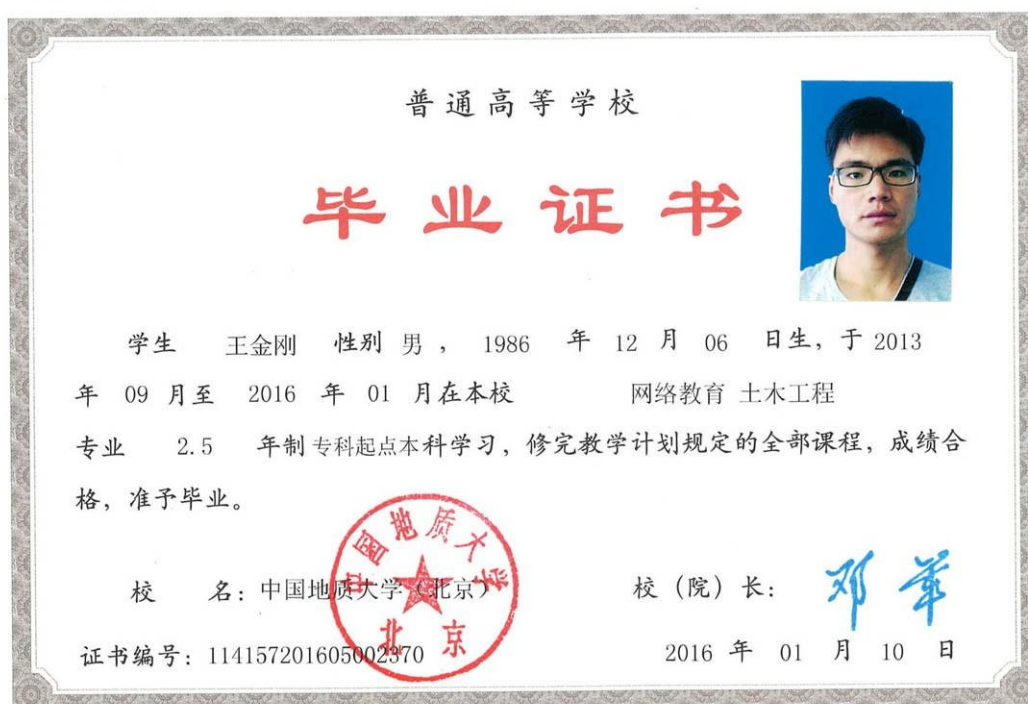 普通高等学校
毕业证书
学生 王金刚 性别 男 , 1986 年 12 月 06 日生, 于 2013
年 09 月至 2016 年 01 月在本校 网络教育 土木工程
专业 2.5 年制 专科起点本科学习, 修完教学计划规定的全部课程, 成绩合
格, 准予毕业。
校 名: 中国地质大学(北京)
校 (院) 长: 邓军
中国地质大学
北京
证书编号: 114157201605002370
2016 年 01 月 10 日